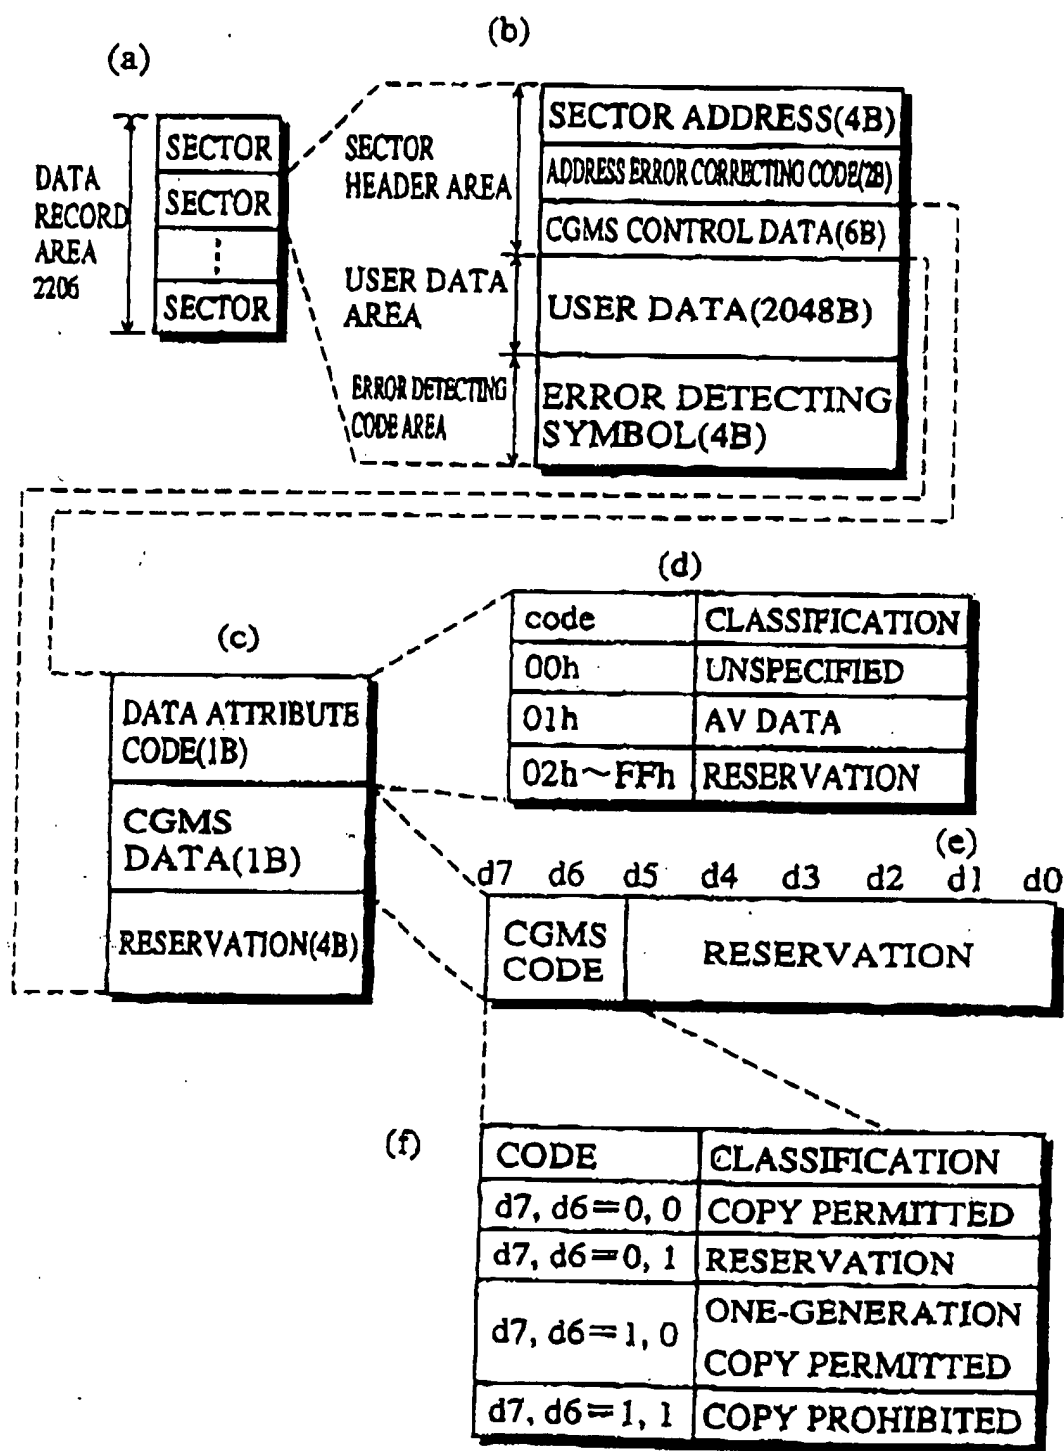 (a)
DATA
RECORD
AREA
2206
SECTOR
SECTOR
SECTOR
(b)
SECTOR
HEADER AREA
USER DATA
AREA
ERROR DETECTING
CODE AREA
SECTOR ADDRESS(4B)
ADDRESS ERROR CORRECTING CODE(2B)
CGMS CONTROL DATA(6B)
USER DATA(2048B)
ERROR DETECTING
SYMBOL(4B)
(c)
DATA ATTRIBUTE
CODE(1B)
CGMS
DATA(1B)
RESERVATION(4B)
(d)
code CLASSIFICATION
00h UNSPECIFIED
01h AV DATA
02h~FFh RESERVATION
(e)
d7 d6 d5 d4 d3 d2 d1 d0
CGMS
CODE
RESERVATION
(f)
CODE CLASSIFICATION
d7, d6=0, 0 COPY PERMITTED
d7, d6=0, 1 RESERVATION
d7, d6=1, 0 ONE-GENERATION
COPY PERMITTED
d7, d6=1, 1 COPY PROHIBITED